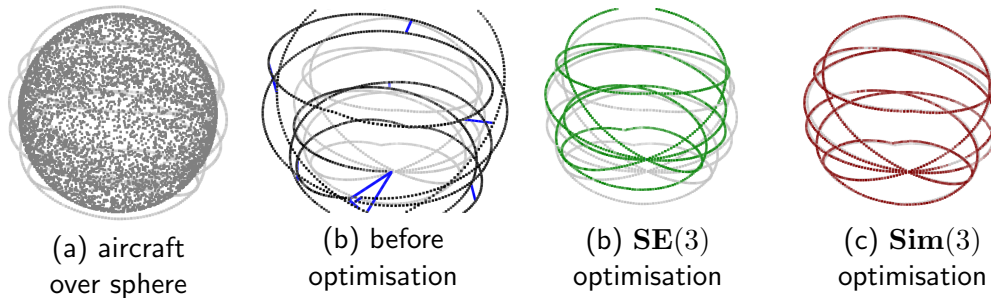 (a) aircraft
over sphere
(b) before
optimisation
(b) SE(3)
optimisation
(c) Sim(3)
optimisation